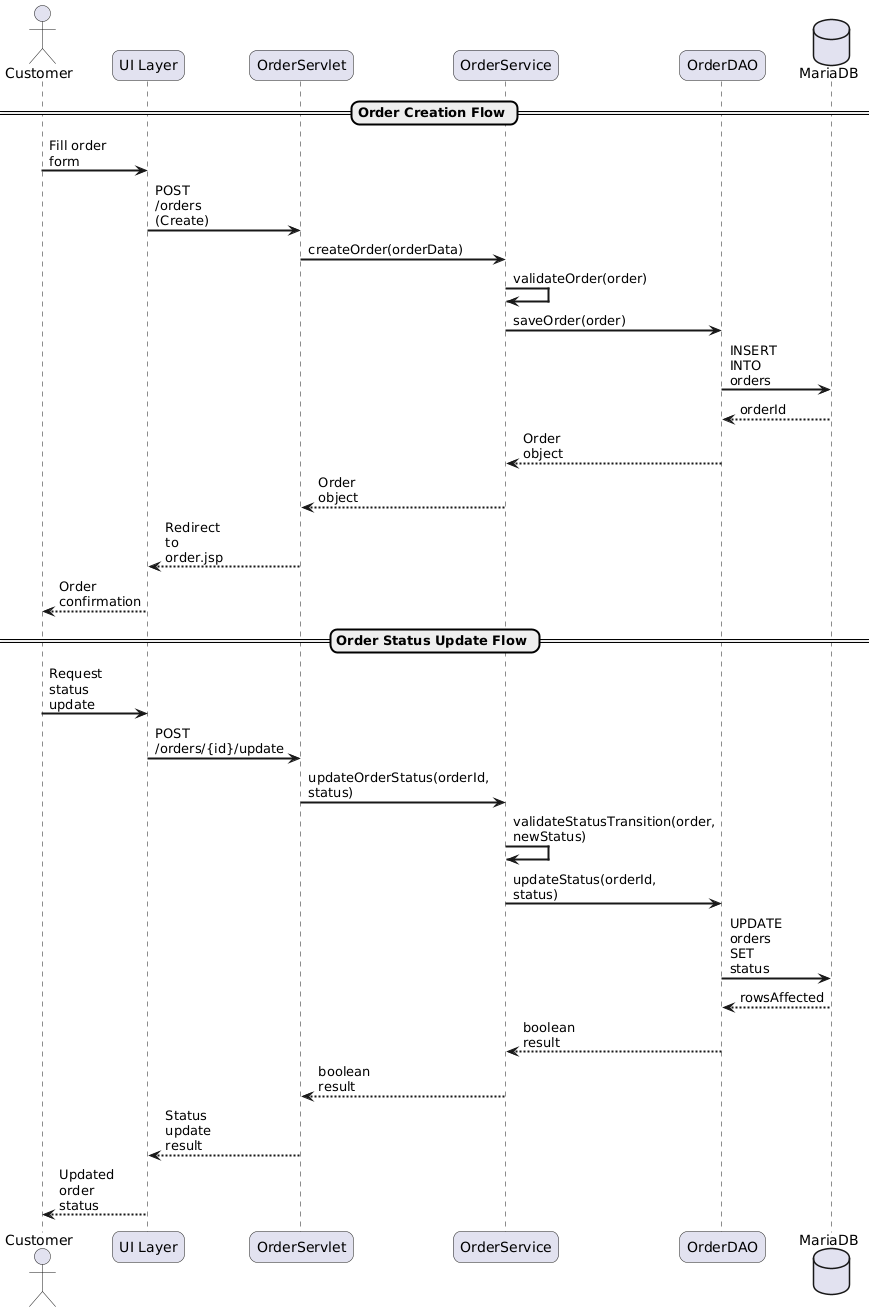 Customer
UI Layer
OrderServlet
OrderService
OrderDAO
MariaDB
Order Creation Flow
Fill order
form
POST
/orders
(Create)
createOrder(orderData)
validateOrder(order)
saveOrder(order)
INSERT
INTO
orders
orderId
Order
object
Order
object
Redirect
to
order.jsp
Order
confirmation
Order Status Update Flow
Request
status
update
POST
/orders/{id}/update
updateOrderStatus(orderId,
status)
validateStatusTransition(order,
newStatus)
updateStatus(orderId,
status)
UPDATE
orders
SET
status
rowsAffected
boolean
result
boolean
result
Status
update
result
Updated
order
status
Customer
UI Layer
OrderServlet
OrderService
OrderDAO
MariaDB